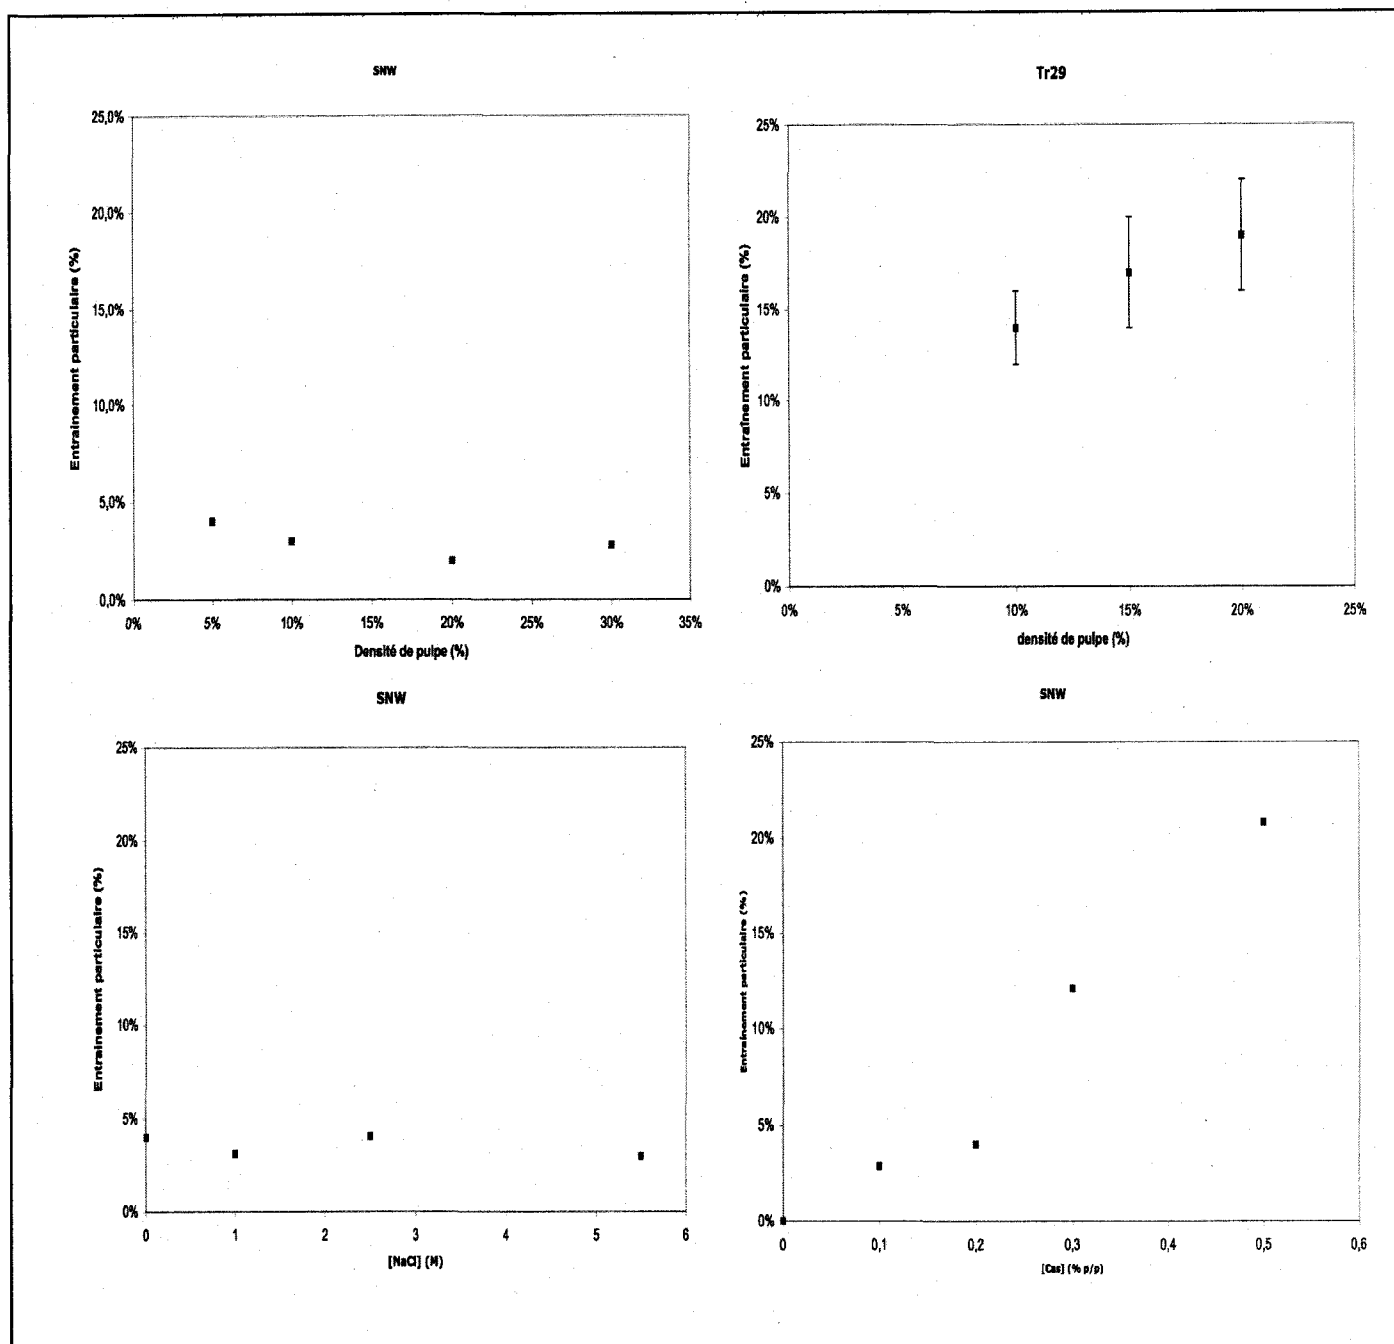 SNW
25,0%
20,0%
15,0%
10,0%
5,0%
0,0%
Entrainement particulaire (%)
0% 5% 10% 15% 20% 25% 30% 35%
Densité de pulpe (%)
Tr29
25%
20%
15%
10%
5%
0%
Entraînement particulaire (%)
0% 5% 10% 15% 20% 25%
densité de pulpe (%)
SNW
25%
20%
15%
10%
5%
0%
Entrainement particulaire (%)
0 1 2 3 4 5 6
[NaCl] (M)
SNW
25%
20%
15%
10%
5%
0%
Entraînement particulaire (%)
0 0,1 0,2 0,3 0,4 0,5 0,6
[Cas] (% p/p)